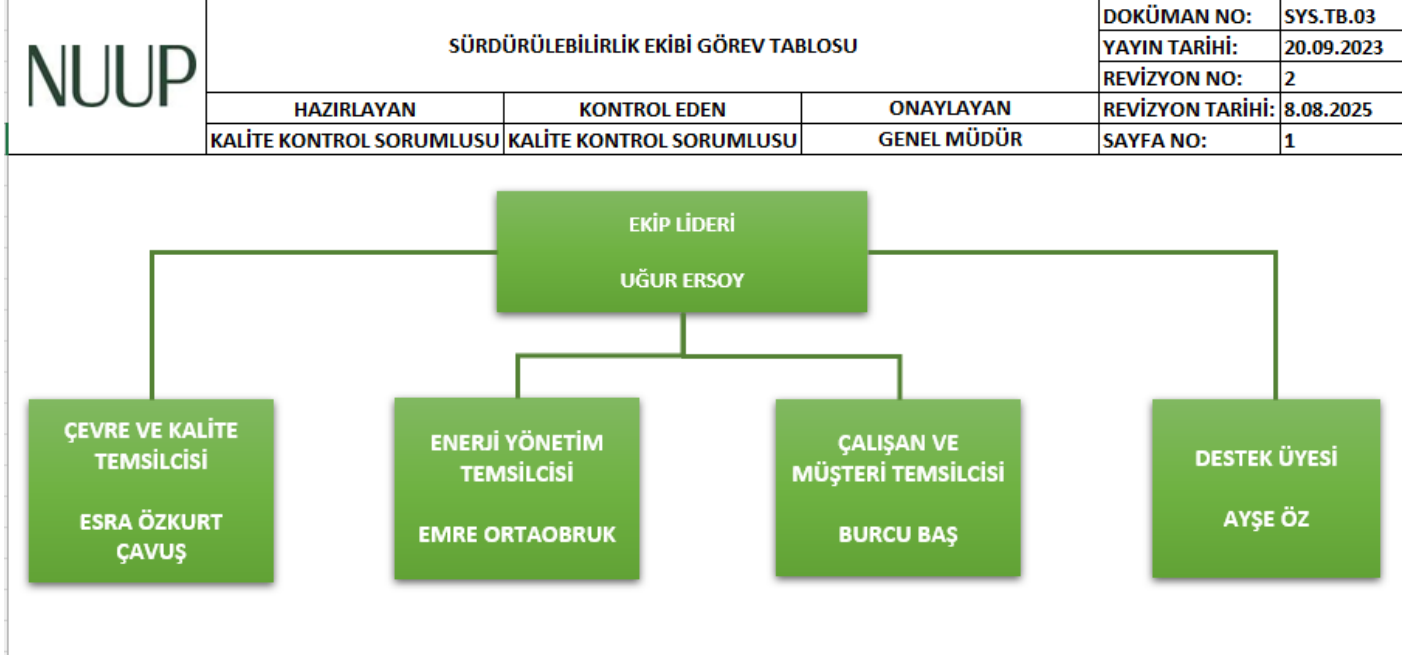 NUUP
SÜRDÜRÜLEBİLİRLİK EKİBİ GÖREV TABLOSU
DOKÜMAN NO: SYS.TB.03
YAYIN TARİHİ: 20.09.2023
REVİZYON NO: 2
HAZIRLAYAN KONTROL EDEN ONAYLAYAN REVİZYON TARİHİ: 8.08.2025
KALİTE KONTROL SORUMLUSU KALİTE KONTROL SORUMLUSU GENEL MÜDÜR SAYFA NO: 1
EKİP LİDERİ
UĞUR ERSOY
ÇEVRE VE KALİTE
TEMSİLCİSİ
ESRA ÖZKURT
ÇAVUŞ
ENERJİ YÖNETİM
TEMSİLCİSİ
EMRE ORTAOBRUK
ÇALIŞAN VE
MÜŞTERİ TEMSİLCİSİ
BURCU BAŞ
DESTEK ÜYESİ
AYŞE ÖZ